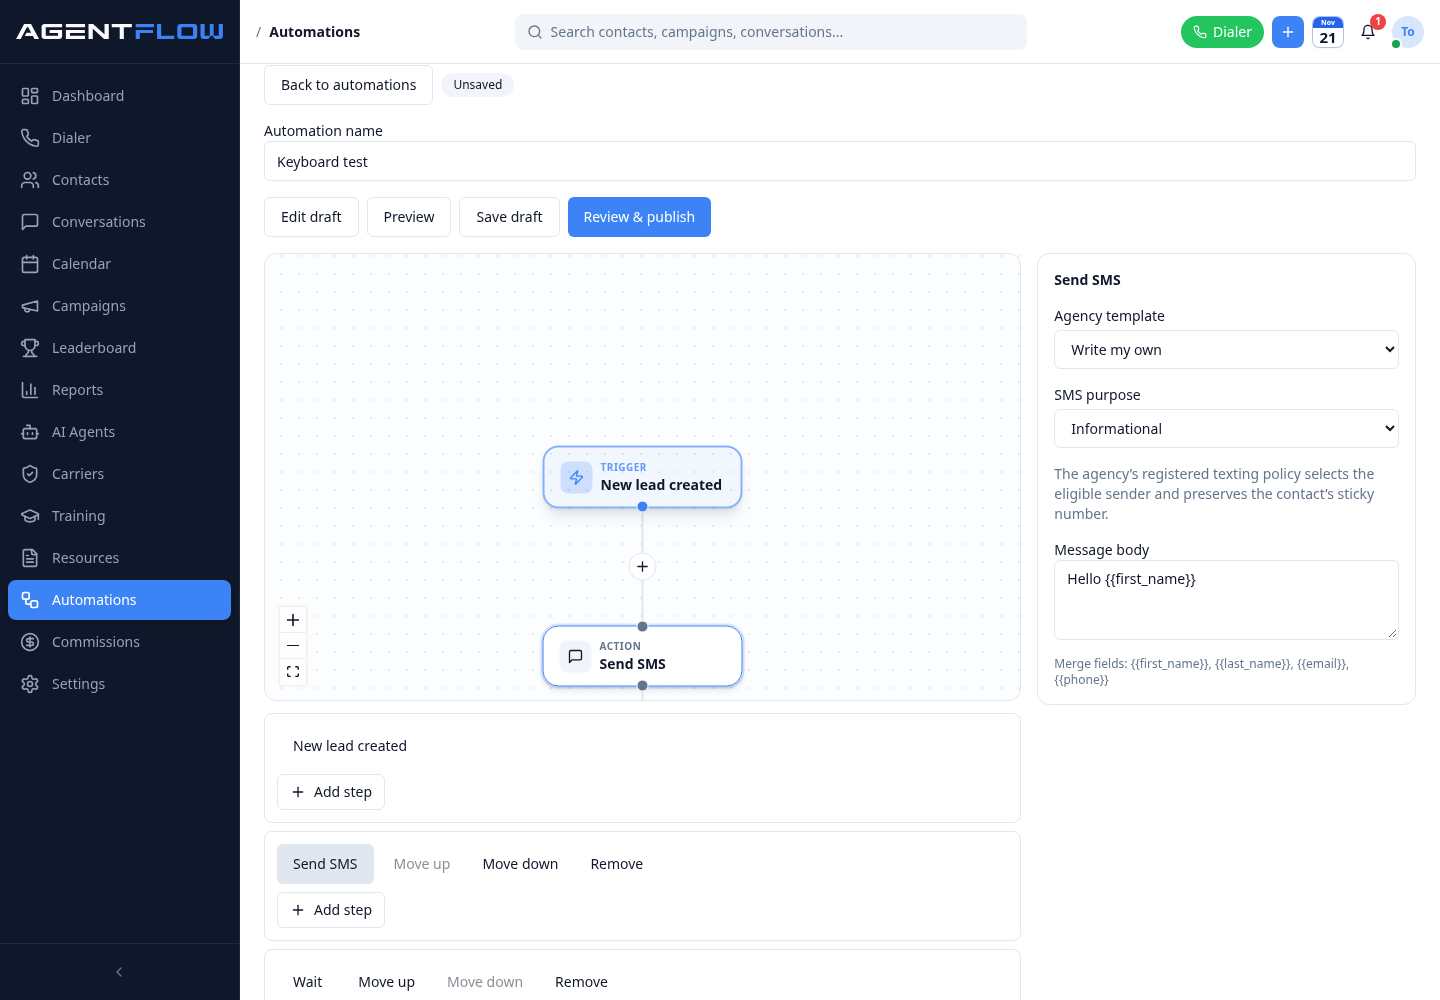 AGENTFLOW
Dashboard
Dialer
Contacts
Conversations
Calendar
Campaigns
Leaderboard
Reports
AI Agents
Carriers
Training
Resources
Automations
Commissions
Settings
/ Automations
Search contacts, campaigns, conversations...
Dialer
Nov
21
1
To
Back to automations
Unsaved
Automation name
Keyboard test
Edit draft
Preview
Save draft
Review & publish
TRIGGER
New lead created
ACTION
Send SMS
New lead created
Add step
Send SMS Move up Move down Remove
Add step
Wait Move up Move down Remove
Send SMS
Agency template
Write my own
SMS purpose
Informational
The agency’s registered texting policy selects the
eligible sender and preserves the contact’s sticky
number.
Message body
Hello {{first_name}}
Merge fields: {{first_name}}, {{last_name}}, {{email}},
{{phone}}